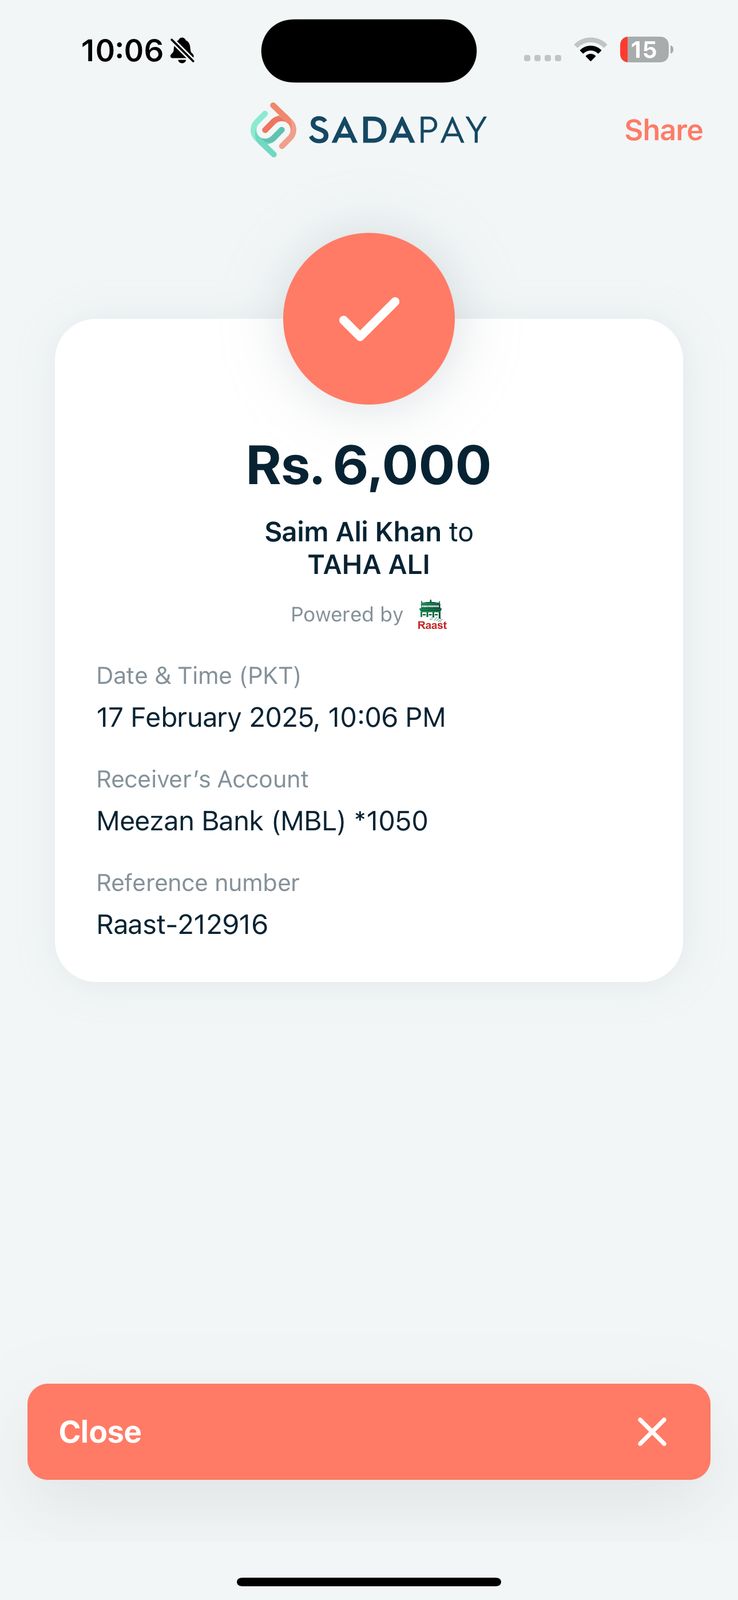 10:06
15
SADAPAY
Share
Rs. 6,000
Saim Ali Khan to
TAHA ALI
Powered by Raast
Date & Time (PKT)
17 February 2025, 10:06 PM
Receiver’s Account
Meezan Bank (MBL) *1050
Reference number
Raast-212916
Close